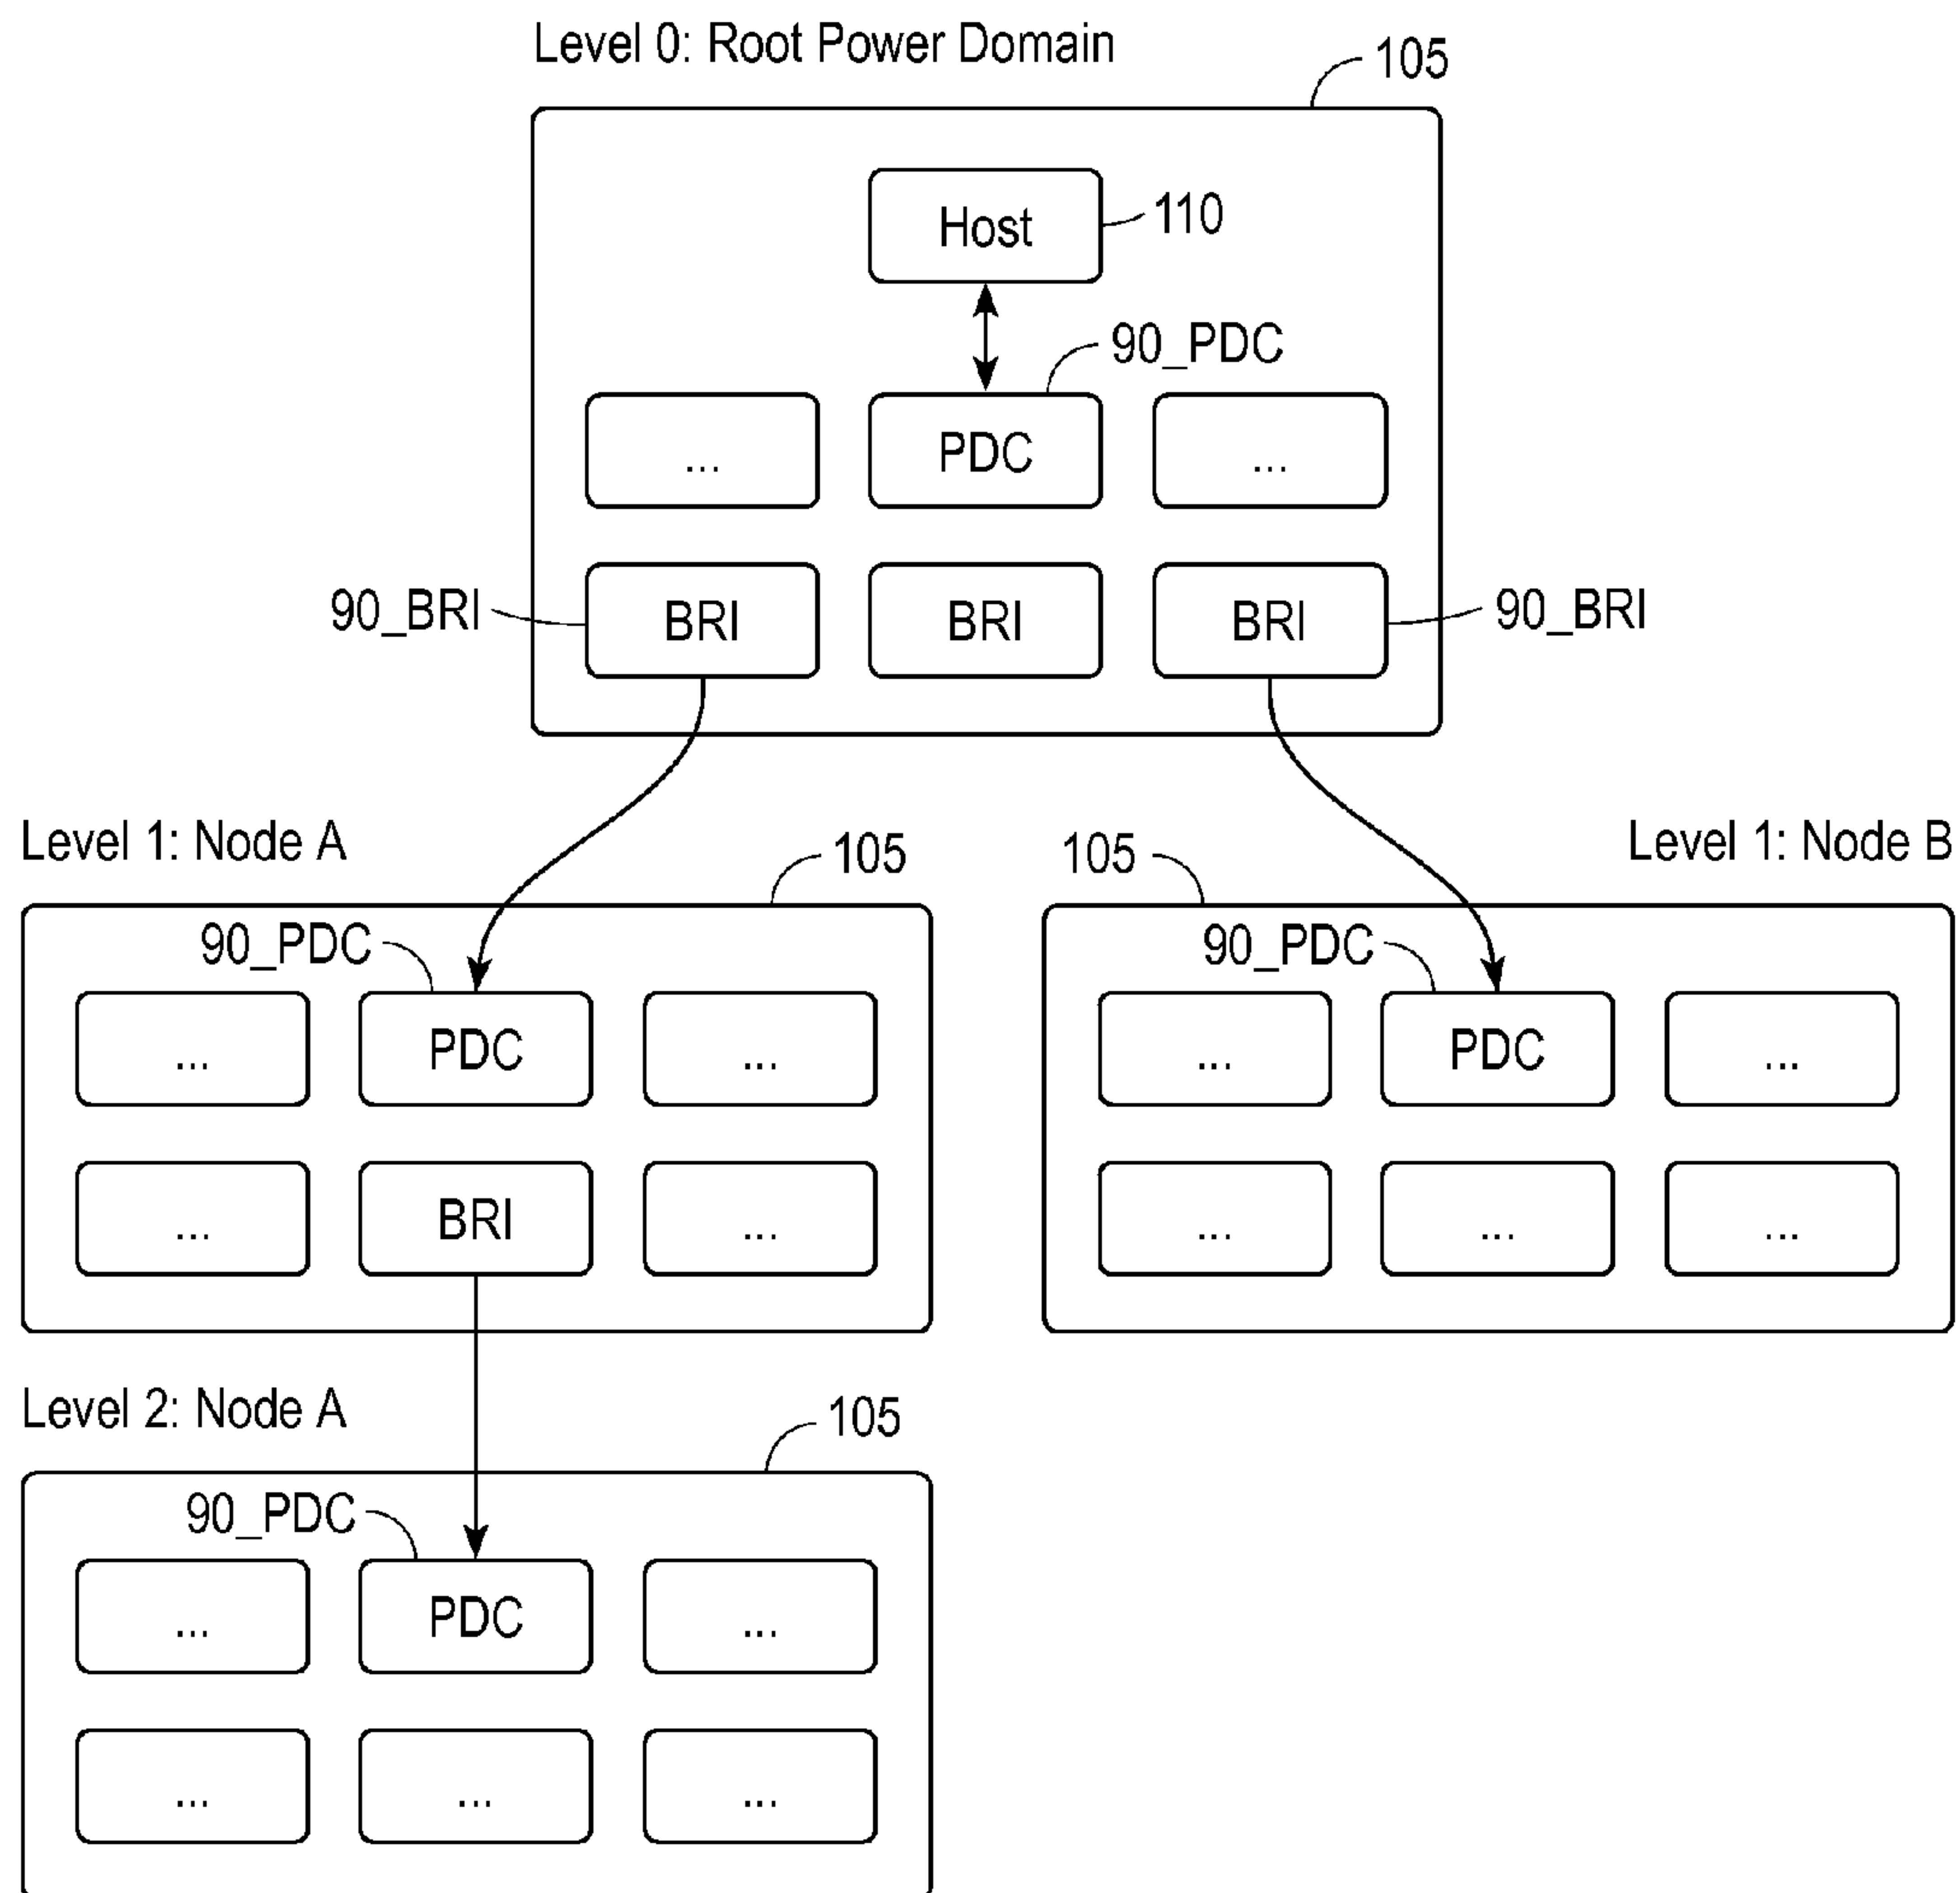 Level 0: Root Power Domain
105
Host
110
90_PDC
...
PDC
...
90_BRI
BRI
BRI
BRI
90_BRI
Level 1: Node A
105
90_PDC
...
PDC
...
...
BRI
...
105
Level 1: Node B
90_PDC
...
PDC
...
...
...
...
Level 2: Node A
105
90_PDC
...
PDC
...
...
...
...